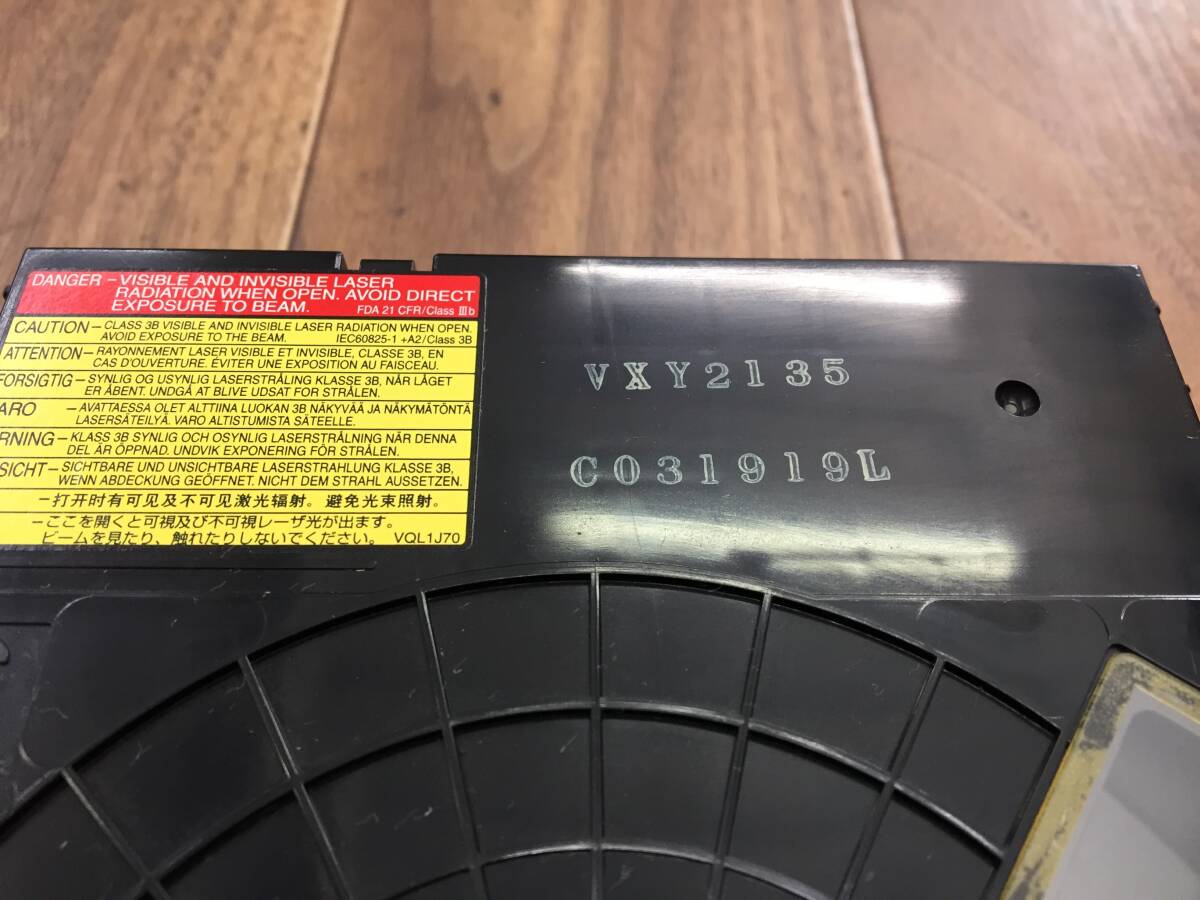 DANGER – VISIBLE AND INVISIBLE LASER
RADIATION WHEN OPEN. AVOID DIRECT
EXPOSURE TO BEAM. FDA 21 CFR/Class Ⅲb
CAUTION – CLASS 3B VISIBLE AND INVISIBLE LASER RADIATION WHEN OPEN.
AVOID EXPOSURE TO THE BEAM. IEC60825-1 +A2/Class 3B
ATTENTION – RAYONNEMENT LASER VISIBLE ET INVISIBLE, CLASSE 3B, EN
CAS D'OUVERTURE. ÉVITER UNE EXPOSITION AU FAISCEAU.
FORSIGTIG – SYNLIG OG USYNLIG LASERSTRÅLING KLASSE 3B, NÅR LÅGET
ER ÅBENT. UNDGÅ AT BLIVE UDSAT FOR STRÅLEN.
ARO – AVATTAESSA OLET ALTTIINA LUOKAN 3B NÄKYVÄÄ JA NÄKYMÄTÖNTÄ
LASERSÄTEILYÄ. VARO ALTISTUMISTA SÄTEELLE.
RNING – KLASS 3B SYNLIG OCH OSYNLIG LASERSTRÅLNING NÄR DENNA
DEL ÄR ÖPPNAD. UNDVIK EXPONERING FÖR STRÅLEN.
SICHT – SICHTBARE UND UNSICHTBARE LASERSTRAHLUNG KLASSE 3B,
WENN ABDECKUNG GEÖFFNET. NICHT DEM STRAHL AUSSETZEN.
– 打开时有可见及不可见激光辐射。避免光束照射。
– ここを開くと可視及び不可視レーザ光が出ます。
ビームを見たり、触れたりしないでください。 VQL1J70
VXY2135
C031919L